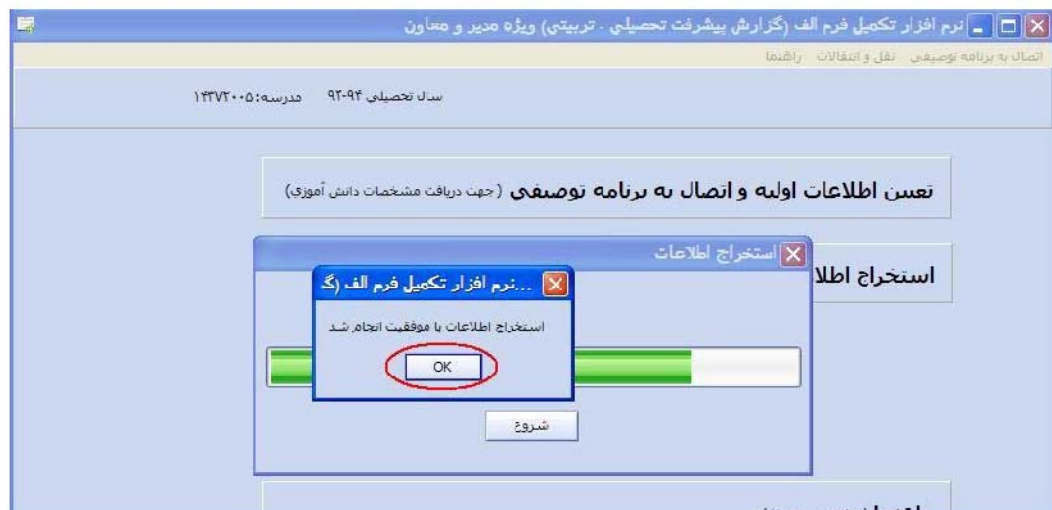 نرم افزار تکمیل فرم الف (گزارش پیشرفت تحصیلی . تربیتی) ویژه مدیر و معاون
اتصال به برنامه توصیفی نقل و انتقالات راهنما
سال تحصیلی ۹۴-۹۳ مدرسه:۱۴۳۷۲۰۰۵
تعیین اطلاعات اولیه و اتصال به برنامه توصیفی (جهت دریافت مشخصات دانش آموزی)
استخراج اطلا
استخراج اطلاعات
نرم افزار تکمیل فرم الف (گ...
استخراج اطلاعات با موفقیت انجام شد
OK
شروع